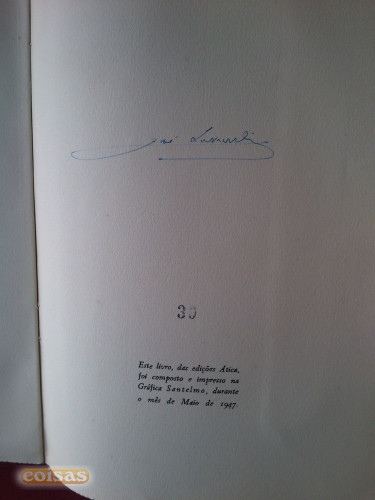 José
30
Este livro, das edições Ática,
foi composto e impresso na
Gráfica Santelmo, durante
o mês de Maio de 1947.
coisas